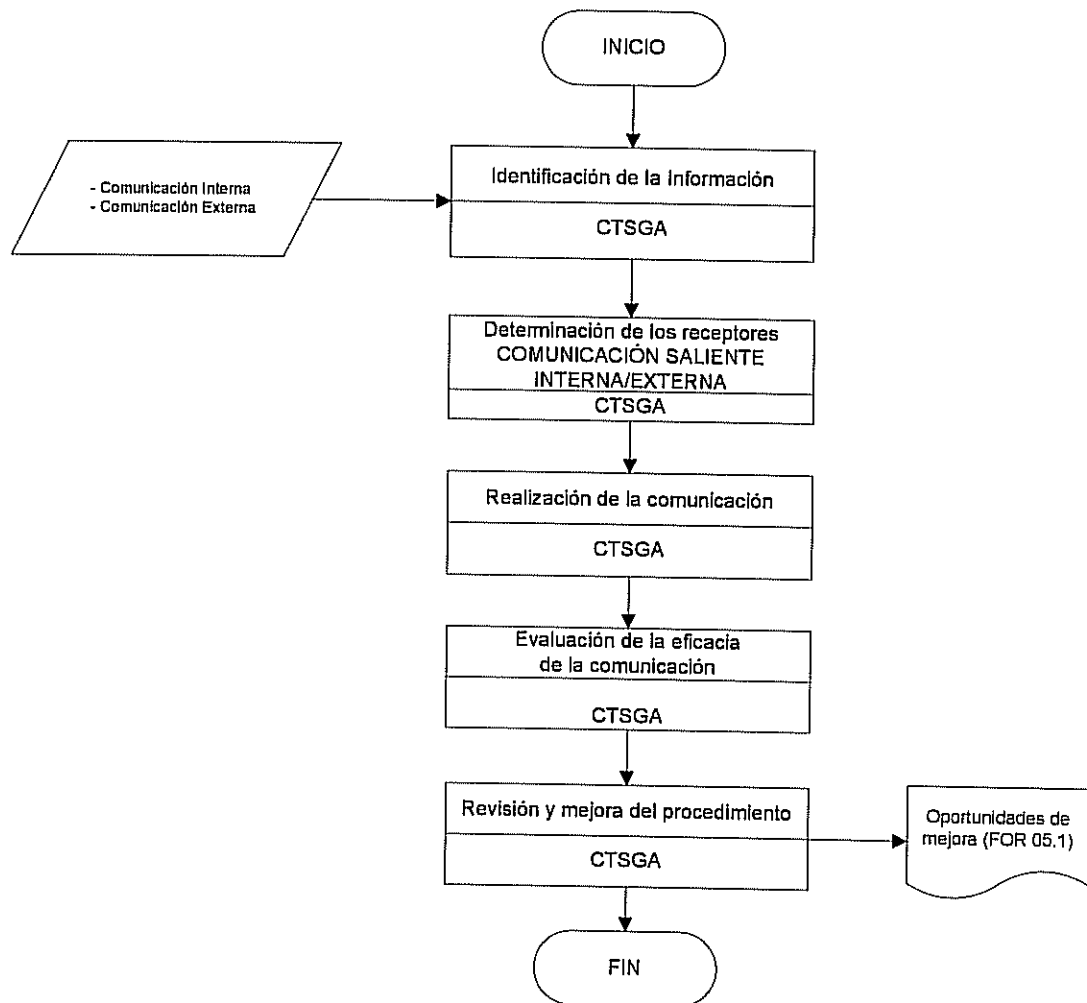 INICIO
- Comunicación Interna
- Comunicación Externa
Identificación de la Información
CTSGA
Determinación de los receptores
COMUNICACIÓN SALIENTE
INTERNA/EXTERNA
CTSGA
Realización de la comunicación
CTSGA
Evaluación de la eficacia
de la comunicación
CTSGA
Revisión y mejora del procedimiento
CTSGA
Oportunidades de
mejora (FOR 05.1)
FIN